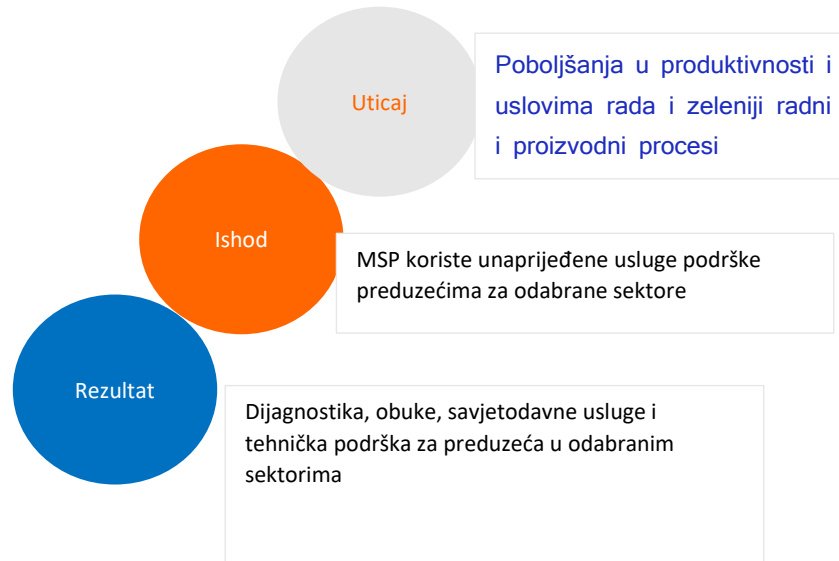 Uticaj
Poboljšanja u produktivnosti i
uslovima rada i zeleniji radni
i proizvodni procesi
Ishod
MSP koriste unaprijeđene usluge podrške
preduzećima za odabrane sektore
Rezultat
Dijagnostika, obuke, savjetodavne usluge i
tehnička podrška za preduzeća u odabranim
sektorima